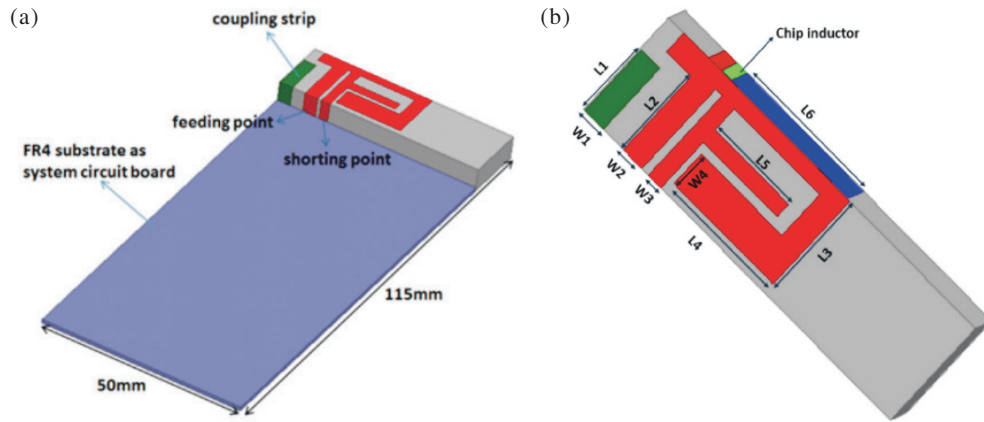 (a)
coupling strip
feeding point
shorting point
FR4 substrate as
system circuit board
115mm
50mm
(b)
Chip inductor
L1
L2
L6
W1
W2
W3
W4
L5
L4
L3